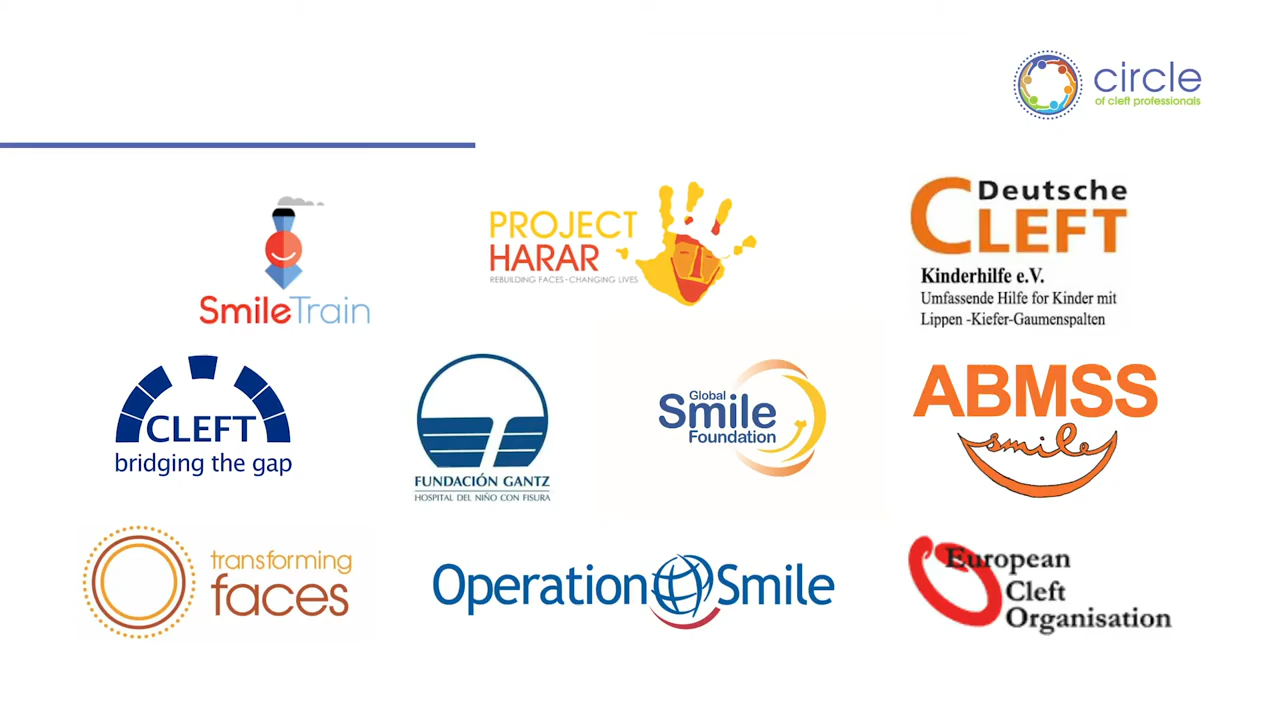 circle
of cleft professionals
SmileTrain
PROJECT
HARAR
REBUILDING FACES - CHANGING LIVES
Deutsche
CLEFT
Kinderhilfe e.V.
Umfassende Hilfe for Kinder mit
Lippen -Kiefer-Gaumenspalten
CLEFT
bridging the gap
FUNDACIÓN GANTZ
HOSPITAL DEL NIÑO CON FISURA
Global
Smile
Foundation
ABMSS
smile
transforming
faces
Operation Smile
European
Cleft
Organisation